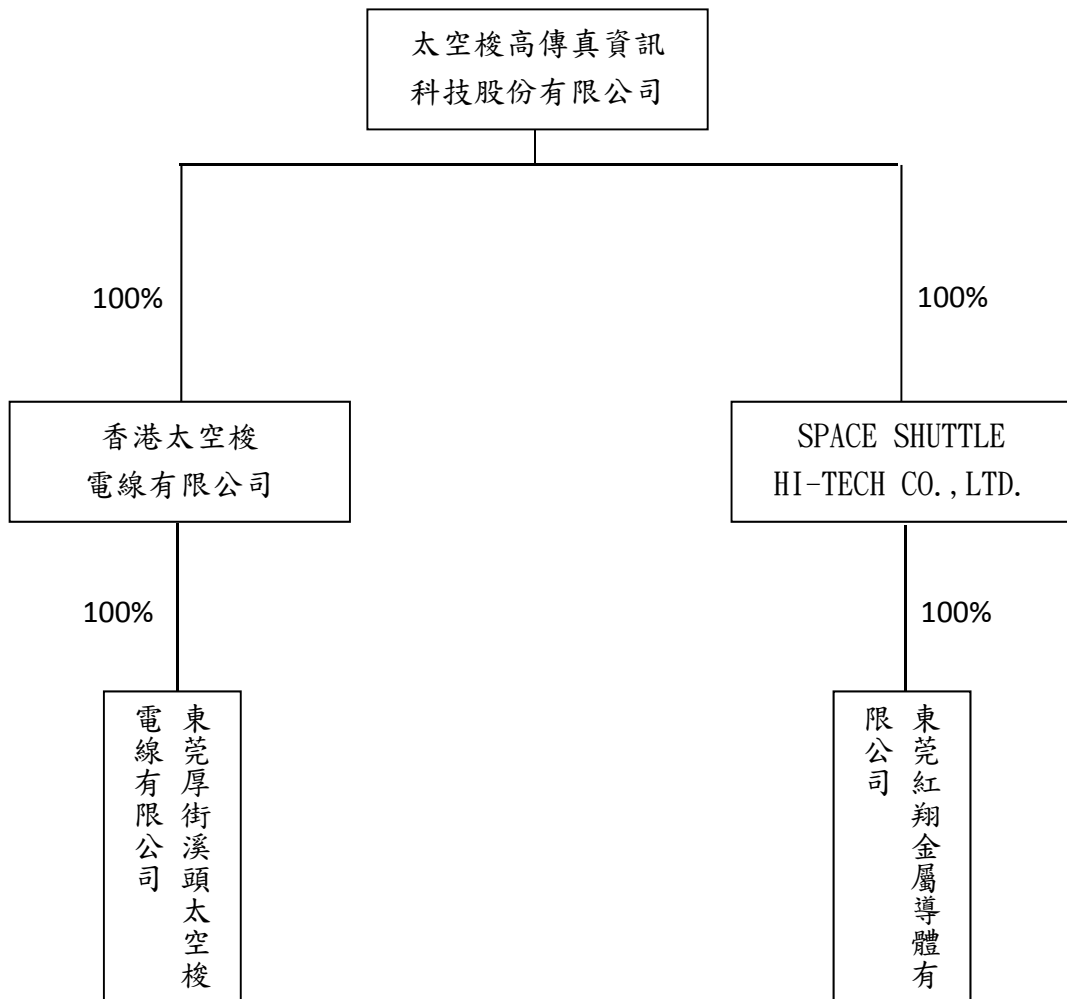 太空梭高傳真資訊
科技股份有限公司
100%
100%
香港太空梭
電線有限公司
SPACE SHUTTLE
HI-TECH CO.,LTD.
100%
100%
東莞厚街溪頭太空梭
電線有限公司
東莞紅翔金屬導體有
限公司